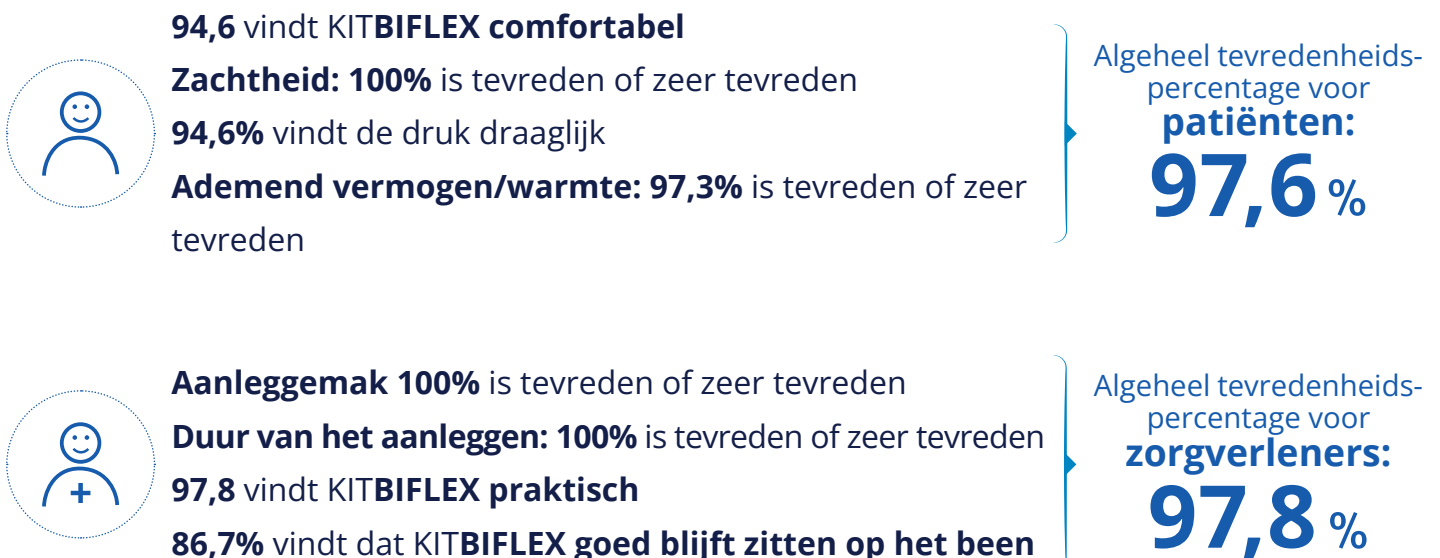 94,6 vindt KITBIFLEX comfortabel
Zachtheid: 100% is tevreden of zeer tevreden
94,6% vindt de druk draaglijk
Ademend vermogen/warmte: 97,3% is tevreden of zeer
tevreden
Algeheel tevredenheids-
percentage voor
patiënten:
97,6 %
Aanleggemak 100% is tevreden of zeer tevreden
Duur van het aanleggen: 100% is tevreden of zeer tevreden
97,8 vindt KITBIFLEX praktisch
86,7% vindt dat KITBIFLEX goed blijft zitten op het been
Algeheel tevredenheids-
percentage voor
zorgverleners:
97,8 %